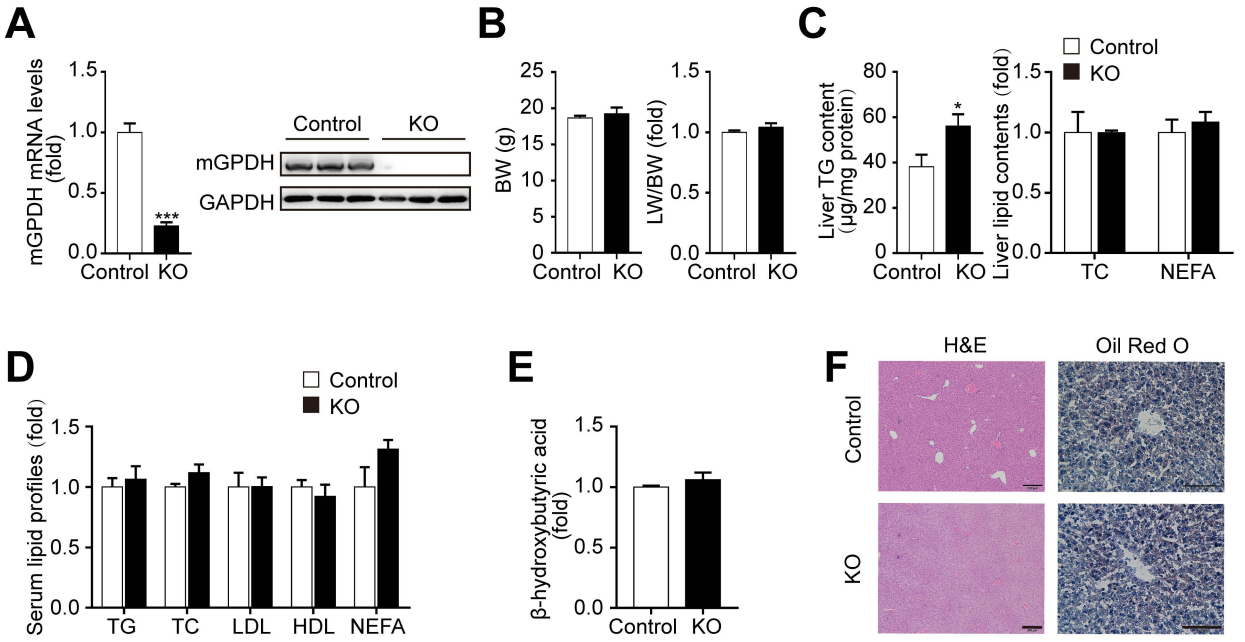 A
mGPDH mRNA levels
(fold)
1.5
1.0
0.5
0.0
***
Control KO
Control KO
mGPDH
GAPDH
B
BW (g)
25
20
15
10
5
0
Control KO
LW/BW (fold)
1.5
1.0
0.5
0.0
Control KO
C
Liver TG content
(μg/mg protein)
80
60
40
20
0
*
Control KO
Control
KO
Liver lipid contents (fold)
1.5
1.0
0.5
0.0
TC NEFA
D
Control
KO
Serum lipid profiles (fold)
1.5
1.0
0.5
0.0
TG TC LDL HDL NEFA
E
β-hydroxybutyric acid
(fold)
1.5
1.0
0.5
0.0
Control KO
F
H&E Oil Red O
Control
KO